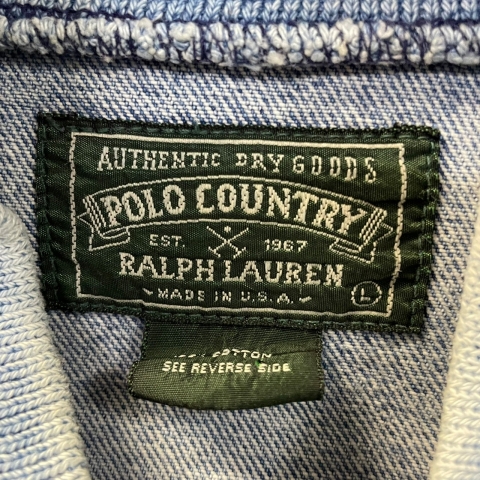 AUTHENTIC DRY GOODS
POLO COUNTRY
EST. 1967
RALPH LAUREN
MADE IN U.S.A.
L
COTTON
SEE REVERSE SIDE